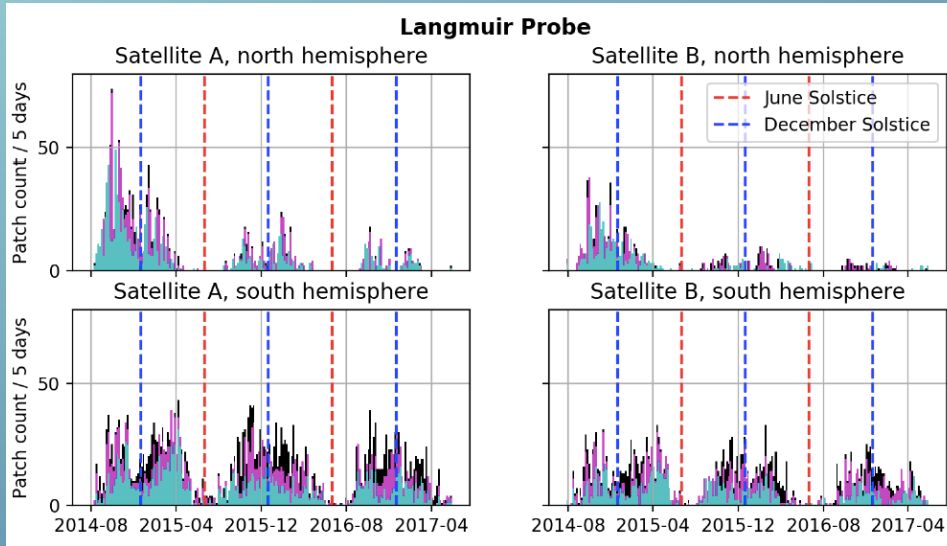 Langmuir Probe
Satellite A, north hemisphere
Satellite B, north hemisphere
Patch count / 5 days
50
0
June Solstice
December Solstice
Satellite A, south hemisphere
Satellite B, south hemisphere
Patch count / 5 days
50
0
2014-08 2015-04 2015-12 2016-08 2017-04
2014-08 2015-04 2015-12 2016-08 2017-04